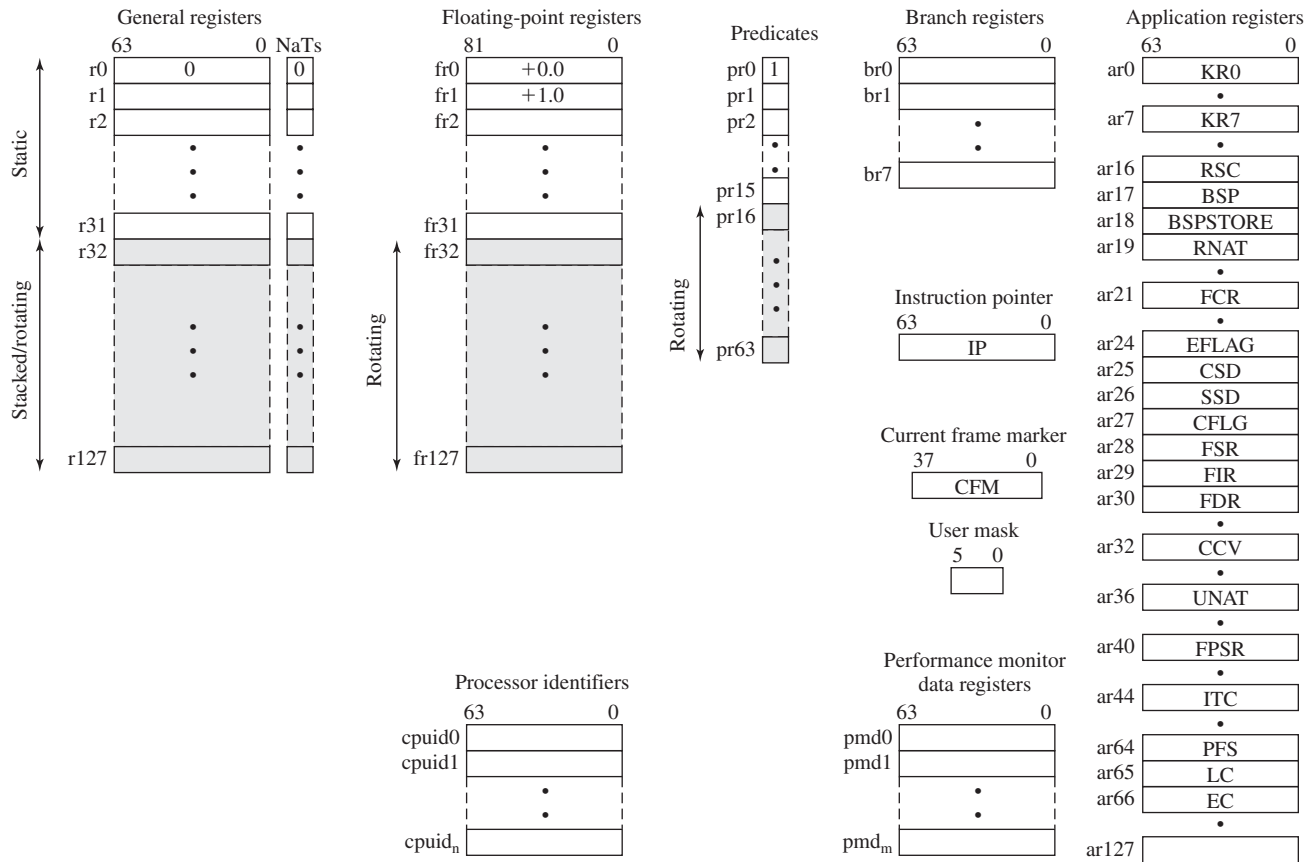 General registers
63 0 NaTs
r0 0 0
r1
r2
r31
r32
r127
Static
Stacked/rotating
Floating-point registers
81 0
fr0 +0.0
fr1 +1.0
fr2
fr31
fr32
fr127
Rotating
Predicates
pr0 1
pr1
pr2
pr15
pr16
pr63
Rotating
Branch registers
63 0
br0
br1
br7
Instruction pointer
63 0
IP
Current frame marker
37 0
CFM
User mask
5 0
Processor identifiers
63 0
cpuid0
cpuid1
cpuidn
Performance monitor
data registers
63 0
pmd0
pmd1
pmdm
Application registers
63 0
ar0 KR0
ar7 KR7
ar16 RSC
ar17 BSP
ar18 BSPSTORE
ar19 RNAT
ar21 FCR
ar24 EFLAG
ar25 CSD
ar26 SSD
ar27 CFLG
ar28 FSR
ar29 FIR
ar30 FDR
ar32 CCV
ar36 UNAT
ar40 FPSR
ar44 ITC
ar64 PFS
ar65 LC
ar66 EC
ar127